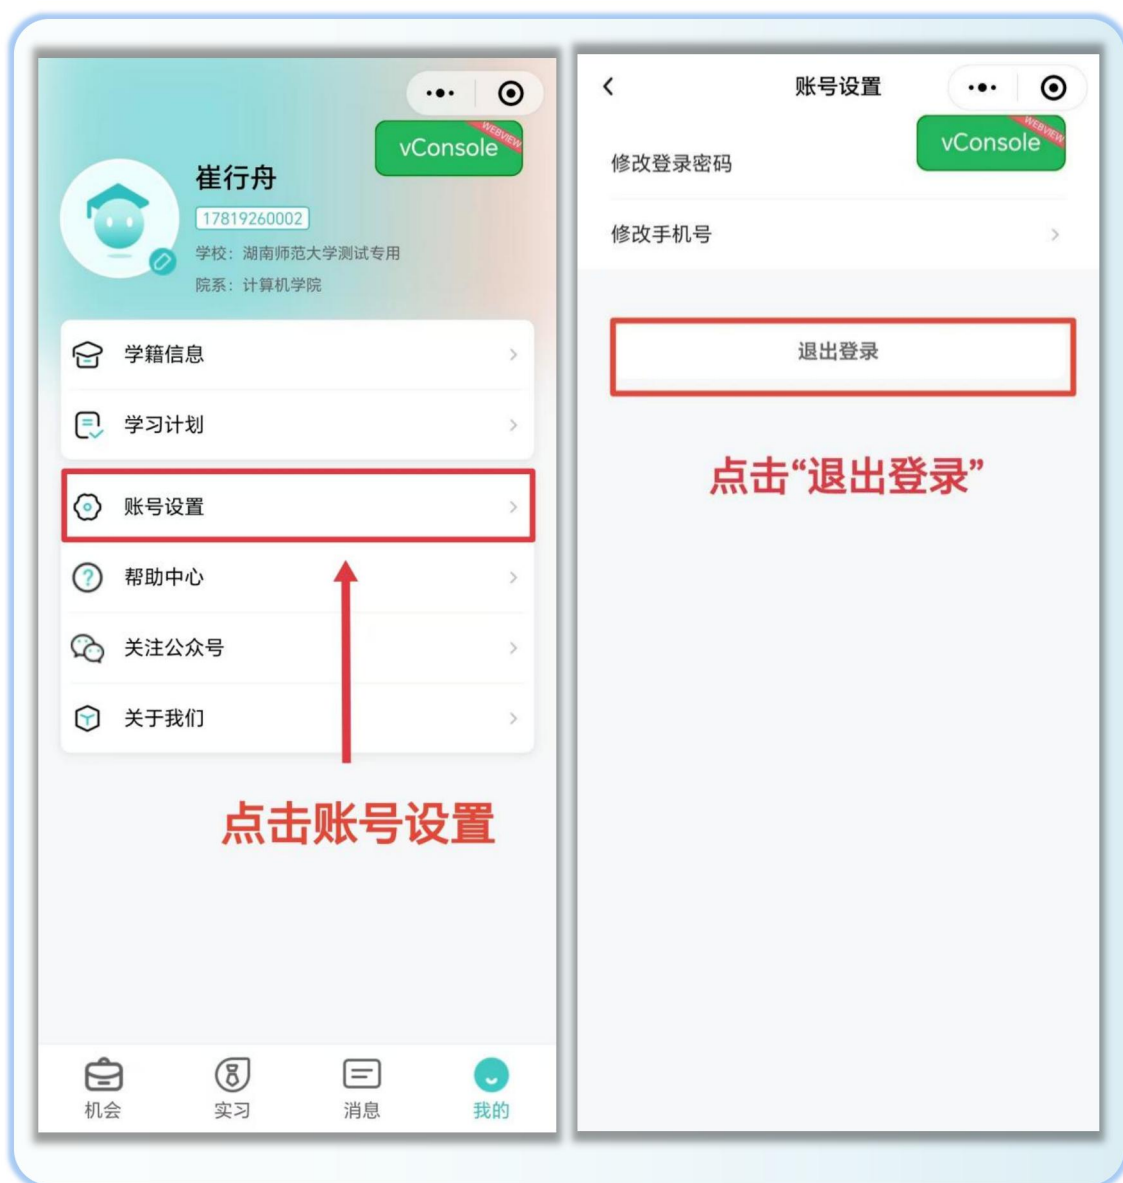 vConsole
WEBVIEW
崔行舟
17819260002
学校：湖南师范大学测试专用
院系：计算机学院
学籍信息
学习计划
账号设置
帮助中心
关注公众号
关于我们
点击账号设置
机会
实习
消息
我的
账号设置
vConsole
WEBVIEW
修改登录密码
修改手机号
退出登录
点击“退出登录”